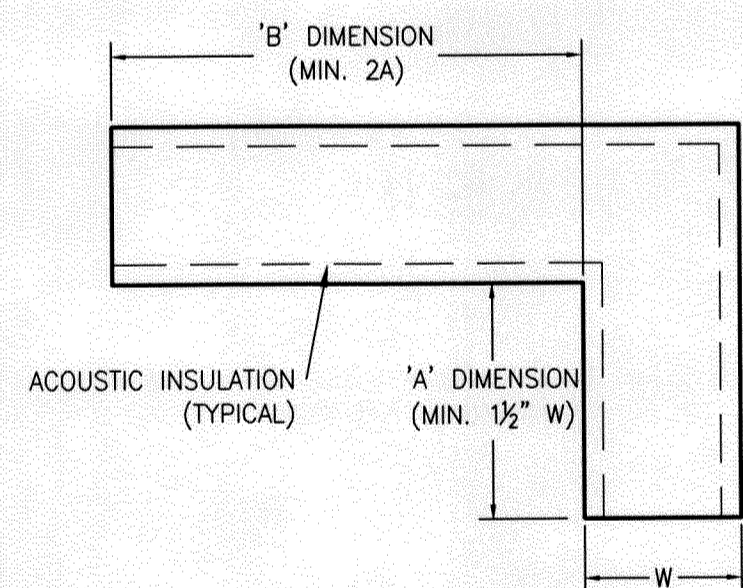 'B' DIMENSION
(MIN. 2A)
ACOUSTIC INSULATION
(TYPICAL)
'A' DIMENSION
(MIN. 1½" W)
W